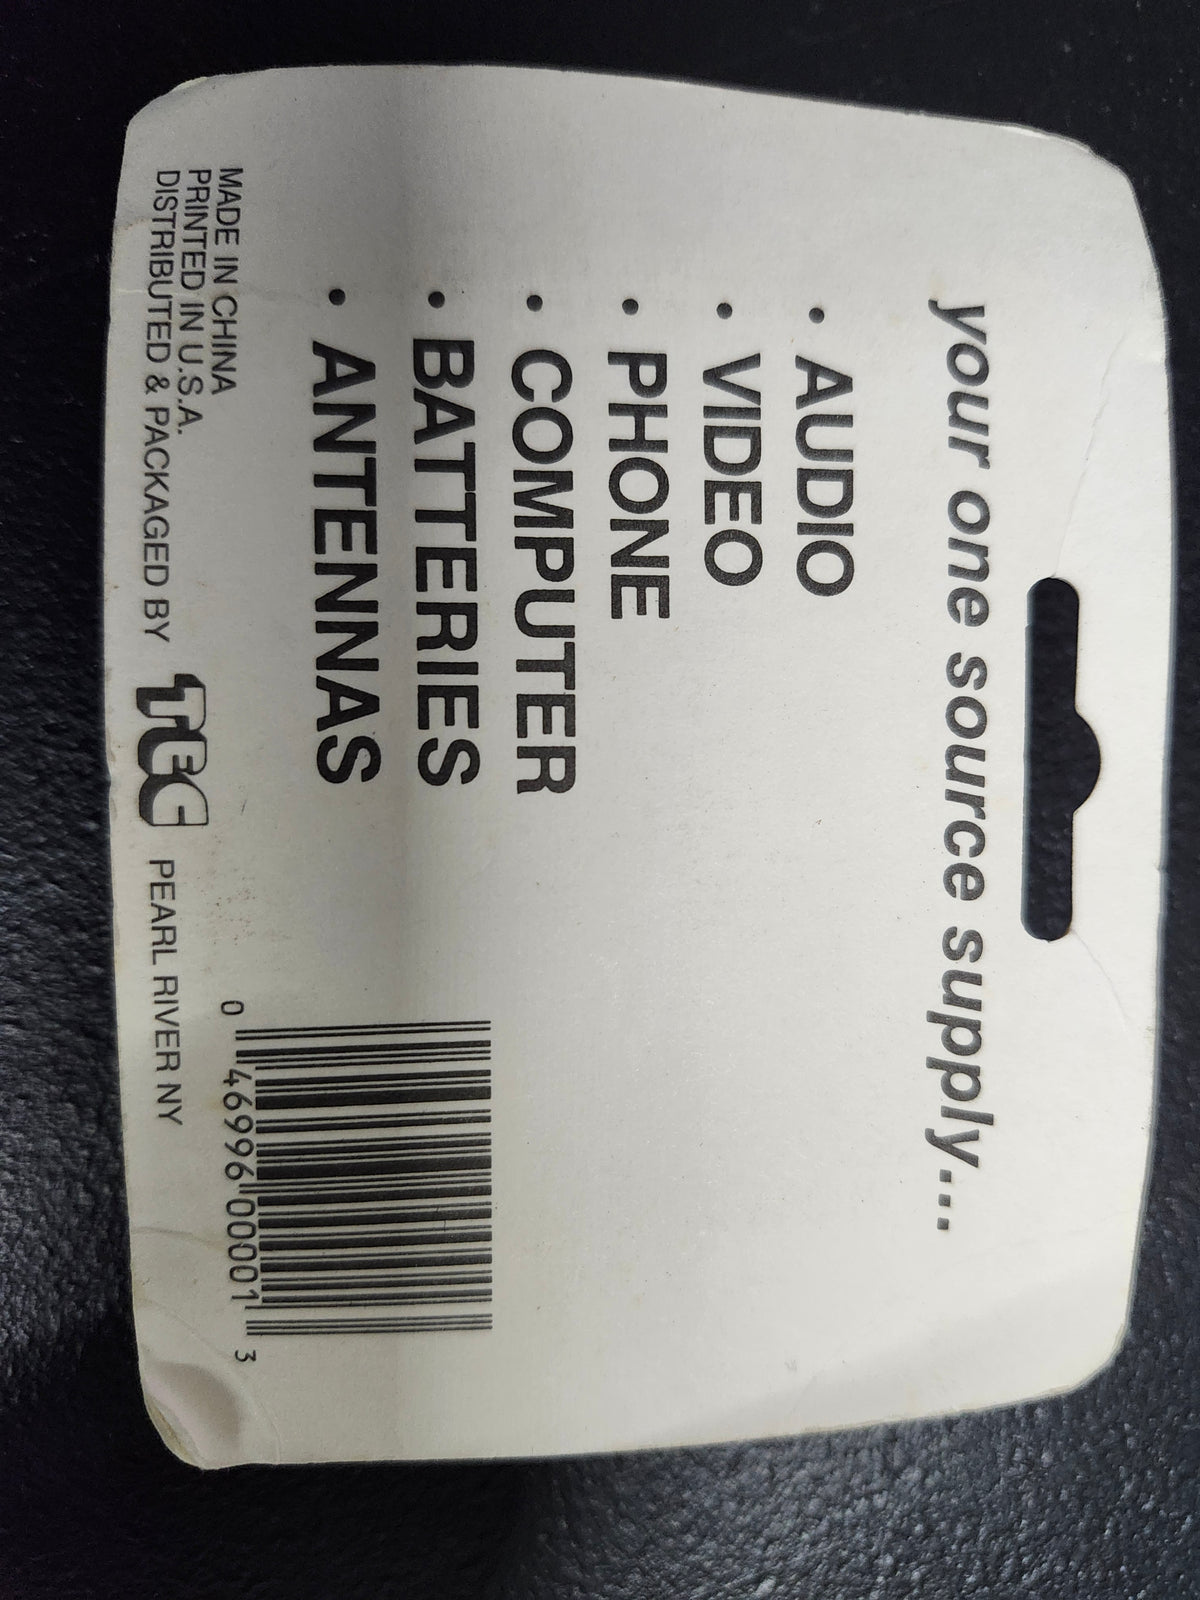 your one source supply...
• AUDIO
• VIDEO
• PHONE
• COMPUTER
• BATTERIES
• ANTENNAS
MADE IN CHINA
PRINTED IN U.S.A.
DISTRIBUTED & PACKAGED BY TEC PEARL RIVER NY
0 46996 00001 3